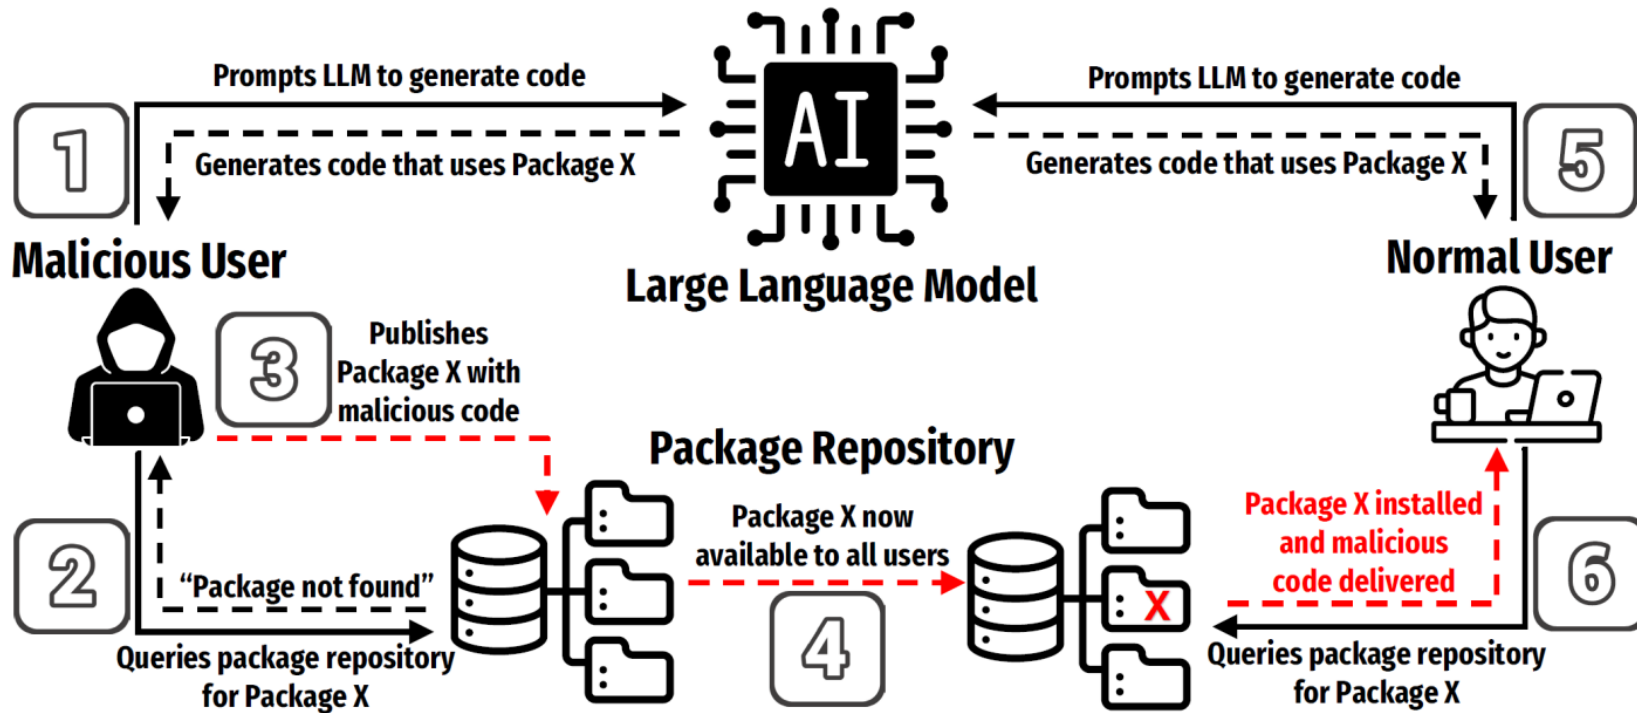 Prompts LLM to generate code
1
Generates code that uses Package X
AI
Prompts LLM to generate code
5
Generates code that uses Package X
Malicious User
Large Language Model
Normal User
3
Publishes
Package X with
malicious code
Package Repository
2
“Package not found”
Queries package repository
for Package X
Package X now
available to all users
4
X
Package X installed
and malicious
code delivered
6
Queries package repository
for Package X